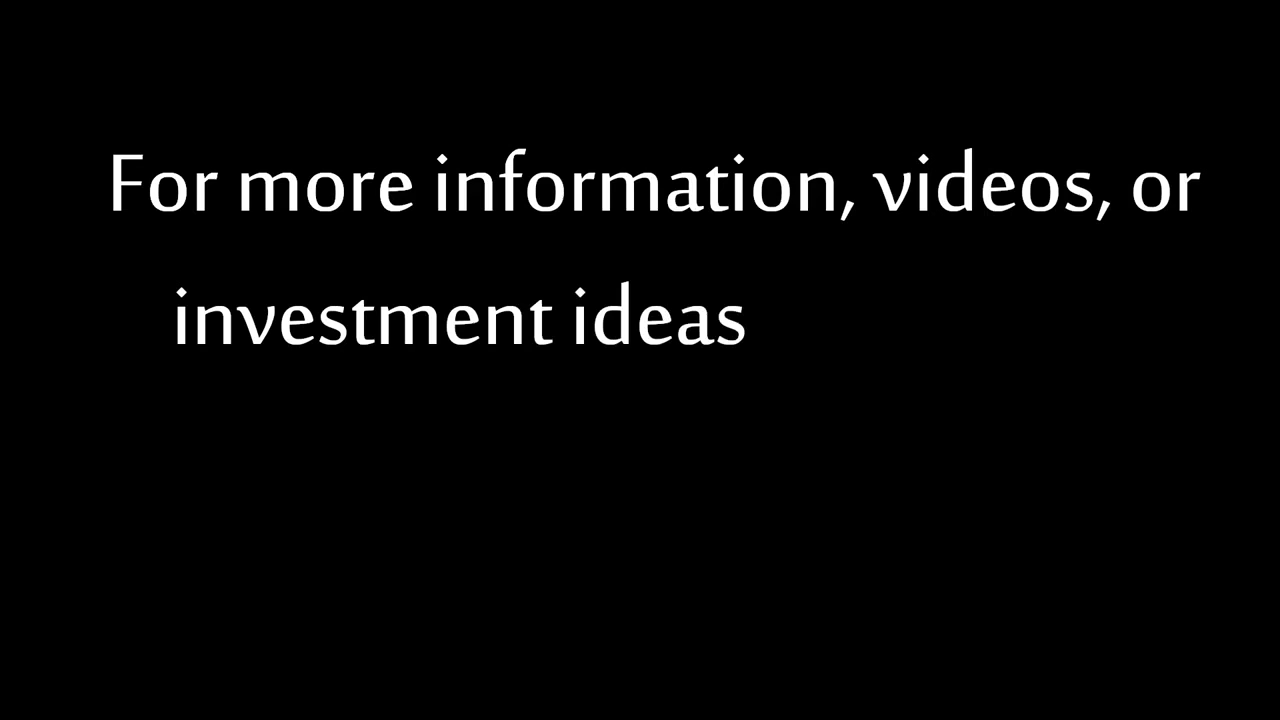 For more information, videos, or
investment ideas